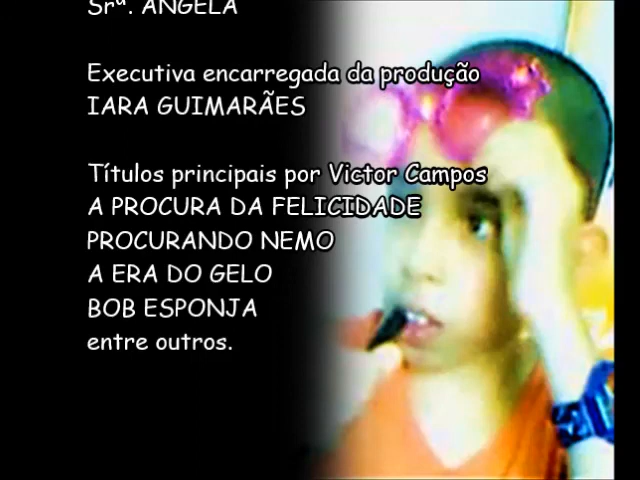 Srª. ANGELA
Executiva encarregada da produção
IARA GUIMARÃES
Títulos principais por Victor Campos
A PROCURA DA FELICIDADE
PROCURANDO NEMO
A ERA DO GELO
BOB ESPONJA
entre outros.